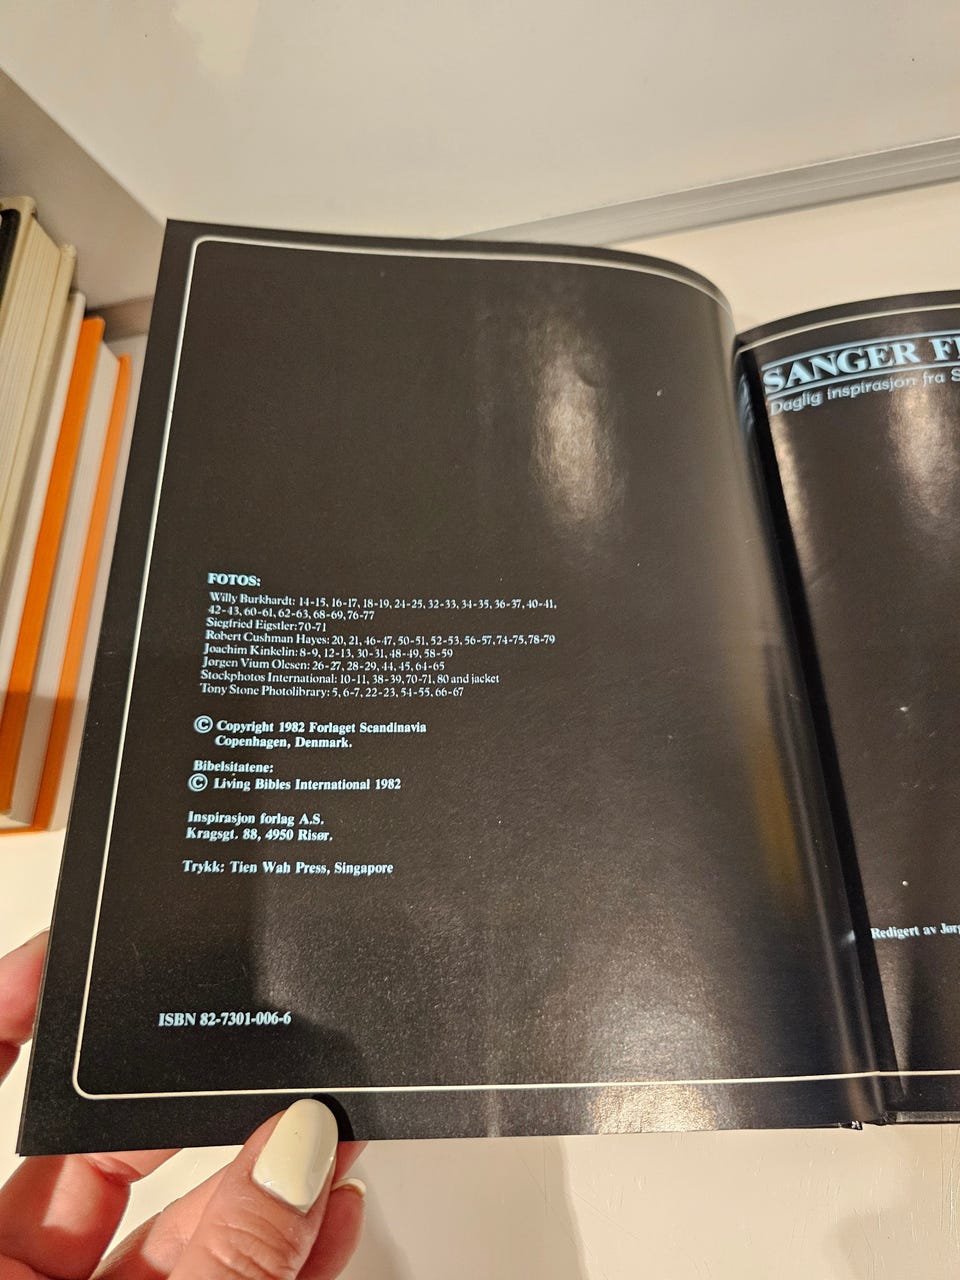 FOTOS:
Willy Burkhardt: 14-15, 16-17, 18-19, 24-25, 32-33, 34-35, 36-37, 40-41,
42-43, 60-61, 62-63, 68-69, 76-77
Siegfried Eigstler: 70-71
Robert Cushman Hayes: 20, 21, 46-47, 50-51, 52-53, 56-57, 74-75, 78-79
Joachim Kinkelin: 8-9, 12-13, 30-31, 48-49, 58-59
Jørgen Vium Olesen: 26-27, 28-29, 44, 45, 64-65
Stockphotos International: 10-11, 38-39, 70-71, 80 and jacket
Tony Stone Photolibrary: 5, 6-7, 22-23, 54-55, 66-67
© Copyright 1982 Forlaget Scandinavia
Copenhagen, Denmark.
Bibelsitatene:
© Living Bibles International 1982
Inspirasjon forlag A.S.
Kragsgt. 88, 4950 Risør.
Trykk: Tien Wah Press, Singapore
ISBN 82-7301-006-6
SANGER
Daglig inspirasjon fra
Redigert av